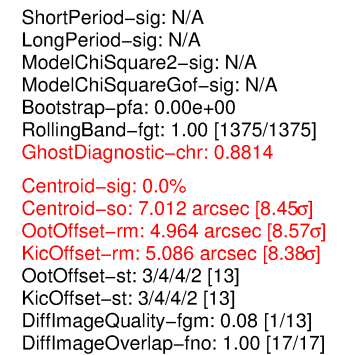 ShortPeriod-sig: N/A
LongPeriod-sig: N/A
ModelChiSquare2-sig: N/A
ModelChiSquareGof-sig: N/A
Bootstrap-pfa: 0.00e+00
RollingBand-fgt: 1.00 [1375/1375]
GhostDiagnostic-chr: 0.8814
Centroid-sig: 0.0%
Centroid-so: 7.012 arcsec [8.45σ]
OotOffset-rm: 4.964 arcsec [8.57σ]
KicOffset-rm: 5.086 arcsec [8.38σ]
OotOffset-st: 3/4/4/2 [13]
KicOffset-st: 3/4/4/2 [13]
DiffImageQuality-fgm: 0.08 [1/13]
DiffImageOverlap-fno: 1.00 [17/17]